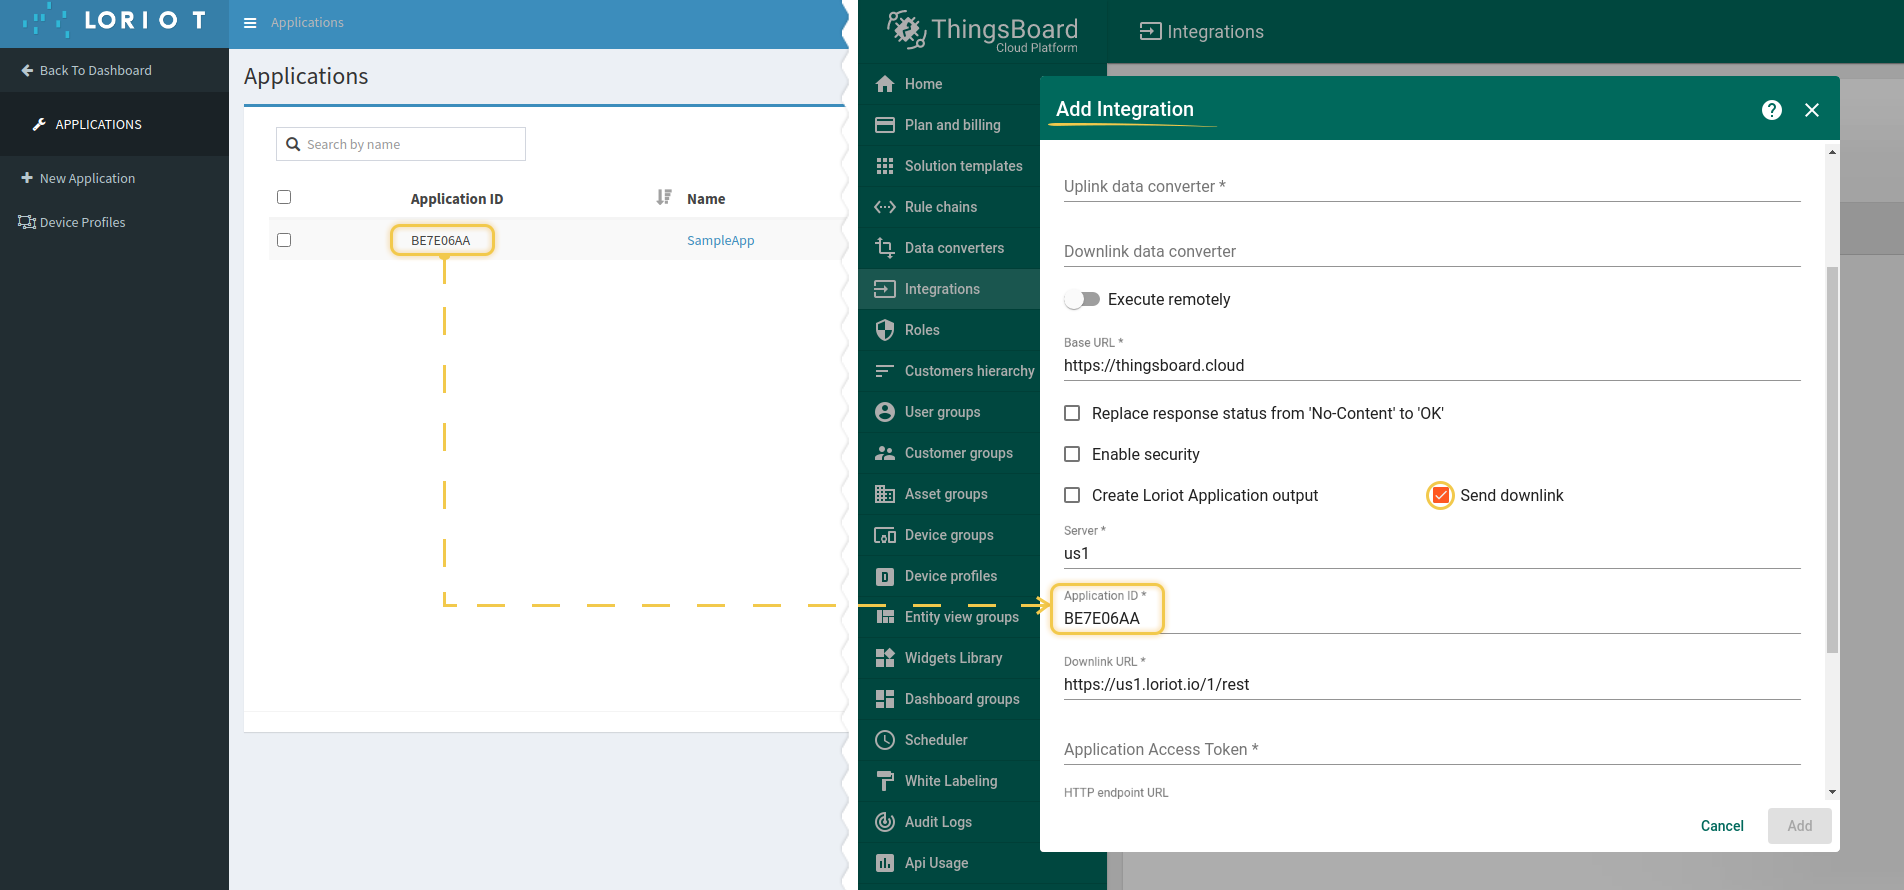 LORIOT
Applications
Back To Dashboard
APPLICATIONS
New Application
Device Profiles
Applications
Search by name
Application ID
Name
BE7E06AA
SampleApp
ThingsBoard
Cloud Platform
Integrations
Home
Plan and billing
Solution templates
Rule chains
Data converters
Integrations
Roles
Customers hierarchy
User groups
Customer groups
Asset groups
Device groups
Device profiles
Entity view groups
Widgets Library
Dashboard groups
Scheduler
White Labeling
Audit Logs
Api Usage
Add Integration
Uplink data converter *
Downlink data converter
Execute remotely
Base URL *
https://thingsboard.cloud
Replace response status from 'No-Content' to 'OK'
Enable security
Create Loriot Application output
Send downlink
Server *
us1
Application ID *
BE7E06AA
Downlink URL *
https://us1.loriot.io/1/rest
Application Access Token *
HTTP endpoint URL
Cancel
Add